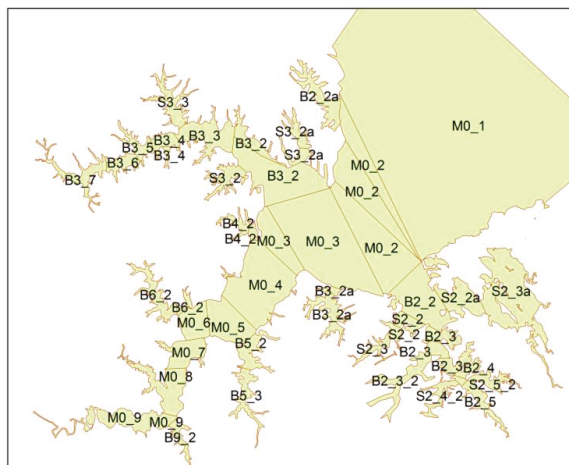 S3_3
B2_2a
M0_1
B3_3
S3_2a
B3_4
B3_5
B3_2
B3_4
S3_2a
B3_6
M0_2
B3_7
S3_2
B3_2
M0_2
B4_2
B4_2
M0_3
M0_3
M0_2
M0_4
B6_2
B3_2a
B2_2
S2_2a
S2_3a
B6_2
B3_2a
M0_6
M0_5
S2_2
S2_2
B2_3
B5_2
M0_7
S2_3
B2_3
B2_3
B2_4
M0_8
B2_3_2
S2_5_2
B5_3
S2_4_2
B2_5
M0_9
M0_9
B9_2